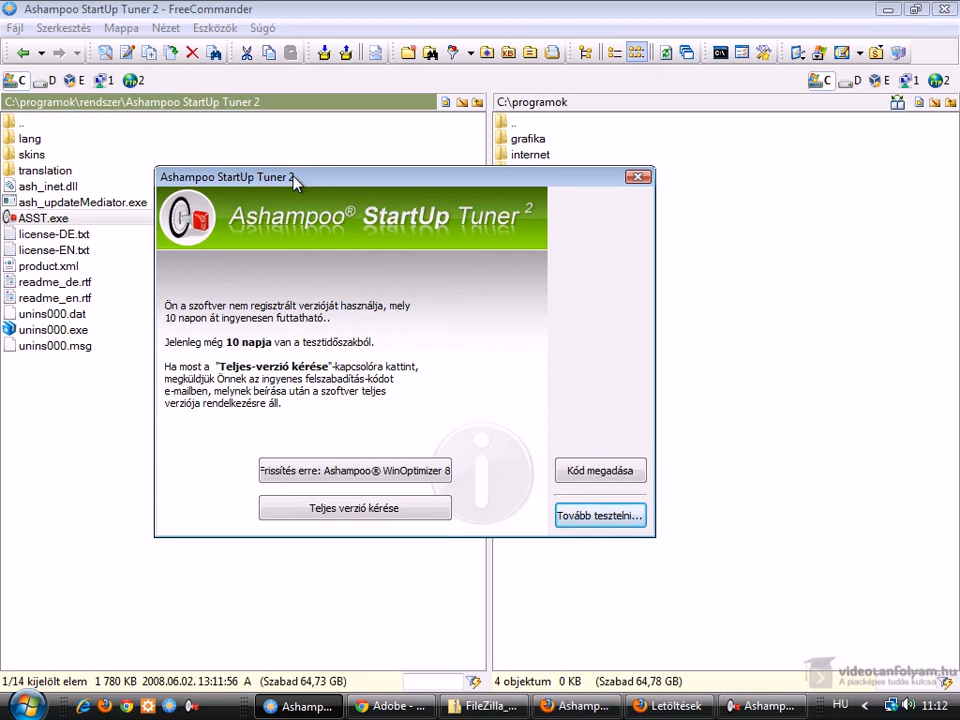 Ashampoo StartUp Tuner 2 - FreeCommander
Fájl Szerkesztés Mappa Nézet Eszközök Súgó
C D E 1 2
C D E 1 2
C:\programok\rendszer\Ashampoo StartUp Tuner 2
C:\programok
..
lang
skins
translation
ash_inet.dll
ash_updateMediator.exe
ASST.exe
license-DE.txt
license-EN.txt
product.xml
readme_de.rtf
readme_en.rtf
unins000.dat
unins000.exe
unins000.msg
..
grafika
internet
Ashampoo StartUp Tuner 2
Ashampoo® StartUp Tuner 2
Ön a szoftver nem regisztrált verzióját használja, mely
10 napon át ingyenesen futtatható..
Jelenleg még 10 napja van a tesztidőszakból.
Ha most a "Teljes-verzió kérése"-kapcsolóra kattint,
megküldjük Önnek az ingyenes felszabadítás-kódot
e-mailben, melynek beírása után a szoftver teljes
verziója rendelkezésre áll.
Frissítés erre: Ashampoo® WinOptimizer 8
Kód megadása
Teljes verzió kérése
Tovább tesztelni...
1/14 kijelölt elem 1 780 KB 2008.06.02. 13:11:56 A (Szabad 64,73 GB)
4 objektum 0 KB (Szabad 64,78 GB)
videotanfolyam.hu
A piacképes tudás kulcsa
Ashamp... Adobe - ... FileZilla_... Ashamp... Letöltések Ashamp... HU 11:12